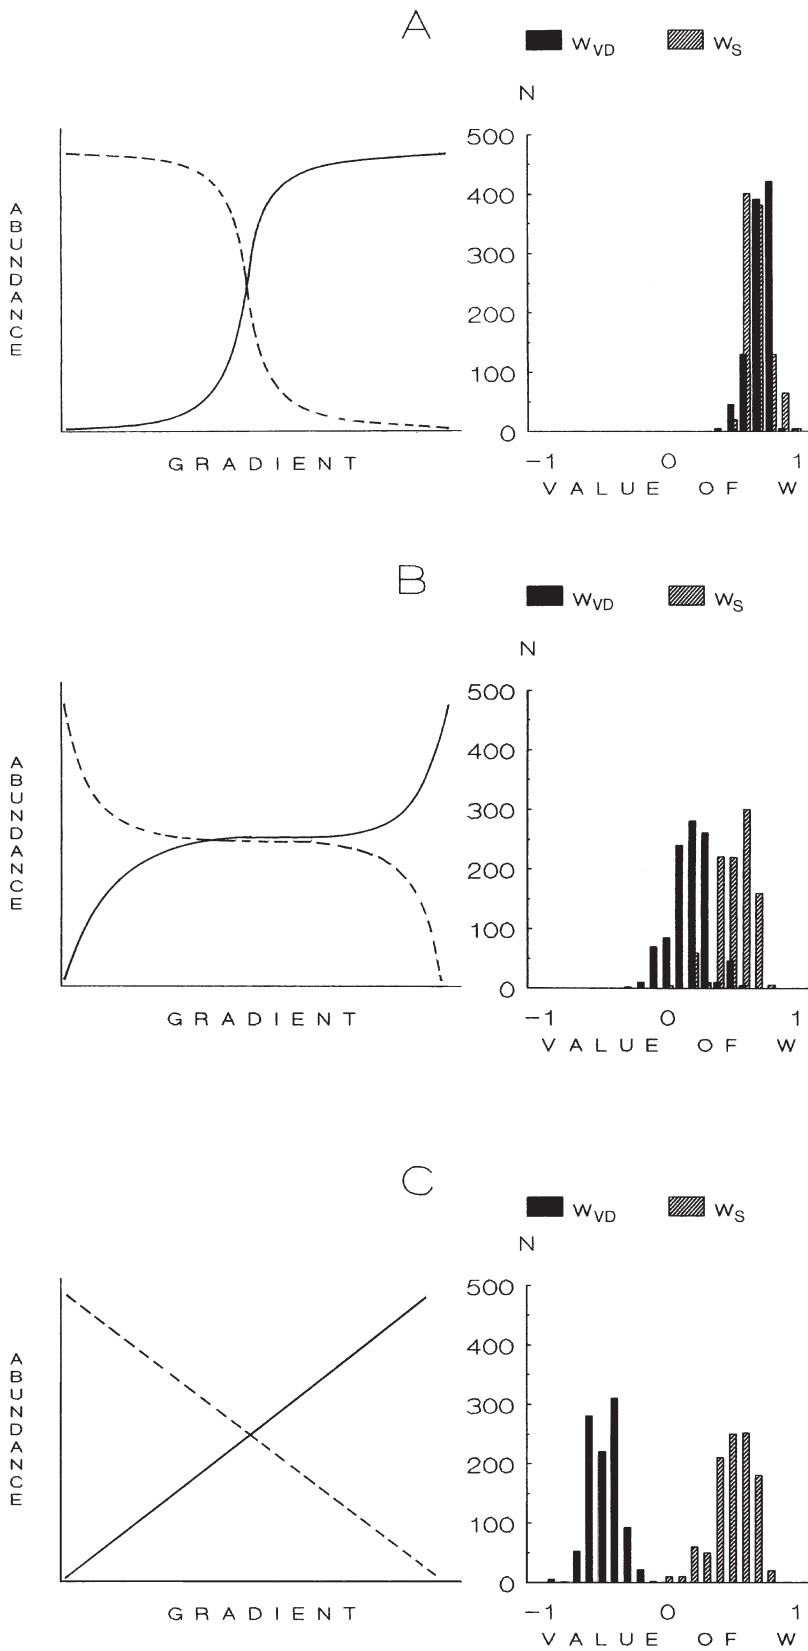 A
W_VD W_S
N
500
400
300
200
100
0
−1 0 1
VALUE OF W
ABUNDANCE
GRADIENT
B
W_VD W_S
N
500
400
300
200
100
0
−1 0 1
VALUE OF W
ABUNDANCE
GRADIENT
C
W_VD W_S
N
500
400
300
200
100
0
−1 0 1
VALUE OF W
ABUNDANCE
GRADIENT